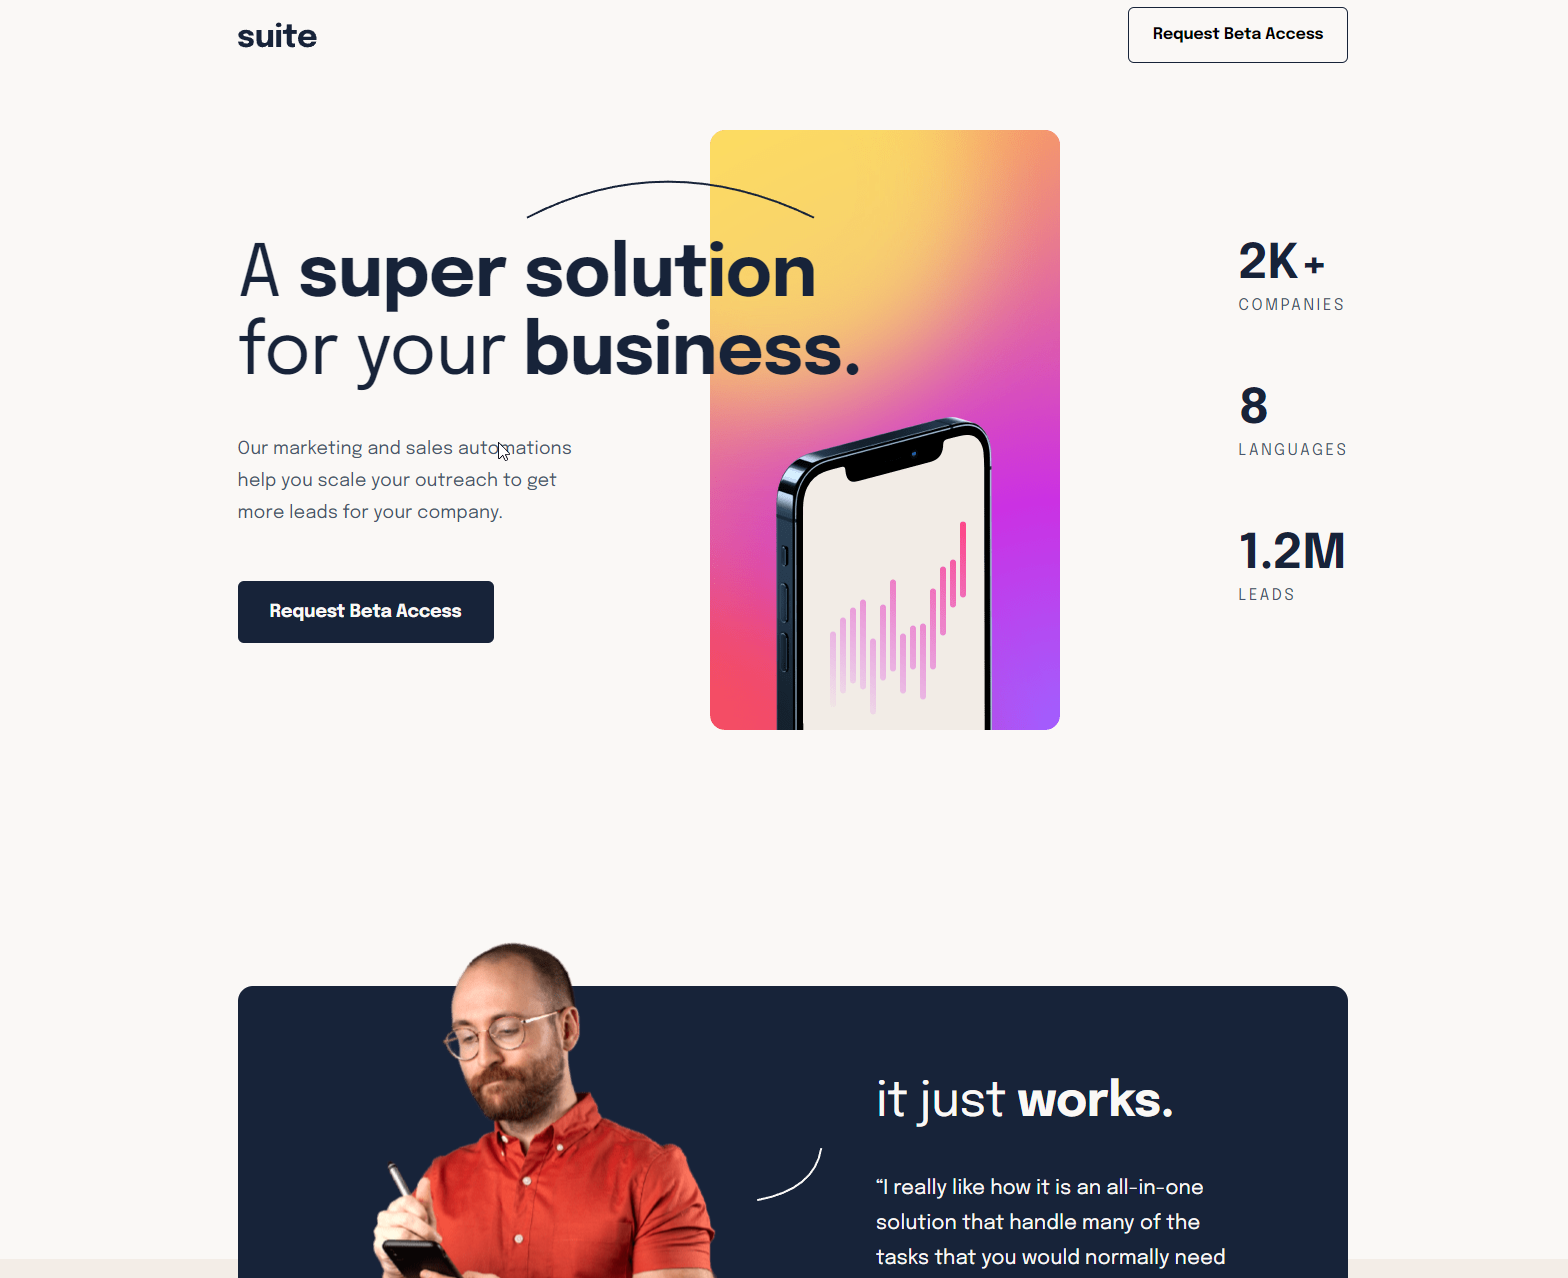 suite
Request Beta Access
A super solution
for your business.
Our marketing and sales automations
help you scale your outreach to get
more leads for your company.
Request Beta Access
2K+
COMPANIES
8
LANGUAGES
1.2M
LEADS
it just works.
“I really like how it is an all-in-one
solution that handle many of the
tasks that you would normally need